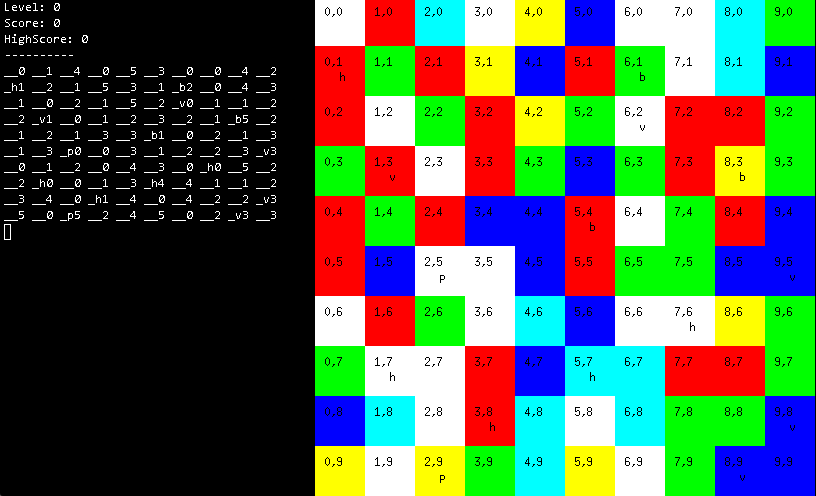 Level: 0
Score: 0
HighScore: 0
----------
__0 __1 __4 __0 __5 __3 __0 __0 __4 __2
_h1 __2 __1 __5 __3 __1 _b2 __0 __4 __3
__1 __0 __2 __1 __5 __2 _v0 __1 __1 __2
__2 _v1 __0 __1 __2 __3 __2 __1 _b5 __2
__1 __2 __1 __3 __3 _b1 __0 __2 __1 __3
__1 __3 _p0 __0 __3 __1 __2 __2 __3 _v3
__0 __1 __2 __0 __4 __3 __0 _h0 __5 __2
__2 _h0 __0 __1 __3 _h4 __4 __1 __1 __2
__3 __4 __0 _h1 __4 __0 __4 __2 __2 _v3
__5 __0 _p5 __2 __4 __5 __0 __2 _v3 __3
0,0 1,0 2,0 3,0 4,0 5,0 6,0 7,0 8,0 9,0
0,1 1,1 2,1 3,1 4,1 5,1 6,1 7,1 8,1 9,1
h b
0,2 1,2 2,2 3,2 4,2 5,2 6,2 7,2 8,2 9,2
v
0,3 1,3 2,3 3,3 4,3 5,3 6,3 7,3 8,3 9,3
v b
0,4 1,4 2,4 3,4 4,4 5,4 6,4 7,4 8,4 9,4
b
0,5 1,5 2,5 3,5 4,5 5,5 6,5 7,5 8,5 9,5
p v
0,6 1,6 2,6 3,6 4,6 5,6 6,6 7,6 8,6 9,6
h
0,7 1,7 2,7 3,7 4,7 5,7 6,7 7,7 8,7 9,7
h h
0,8 1,8 2,8 3,8 4,8 5,8 6,8 7,8 8,8 9,8
h v
0,9 1,9 2,9 3,9 4,9 5,9 6,9 7,9 8,9 9,9
p v